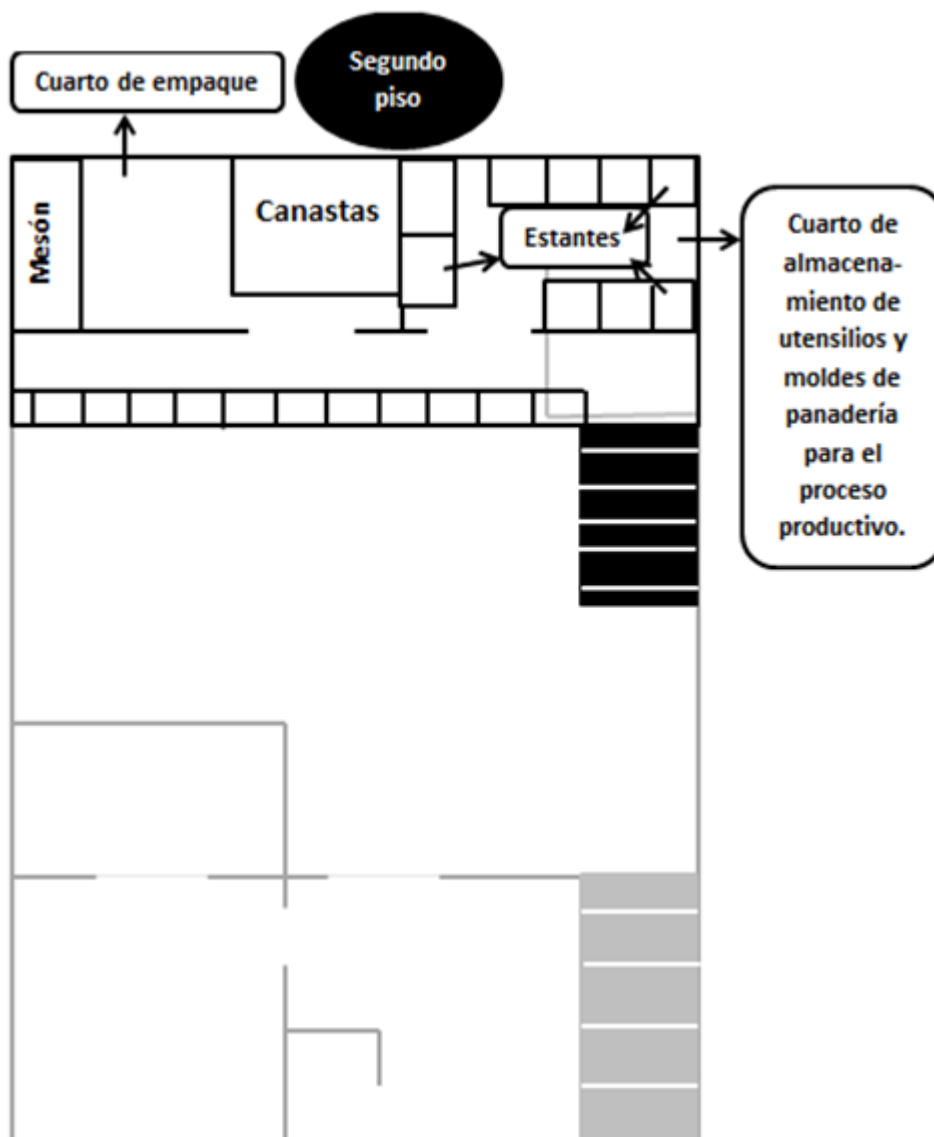 Segundo
piso
Cuarto de empaque
Mesón
Canastas
Estantes
Cuarto de
almacena-
miento de
utensilios y
moldes de
panadería
para el
proceso
productivo.